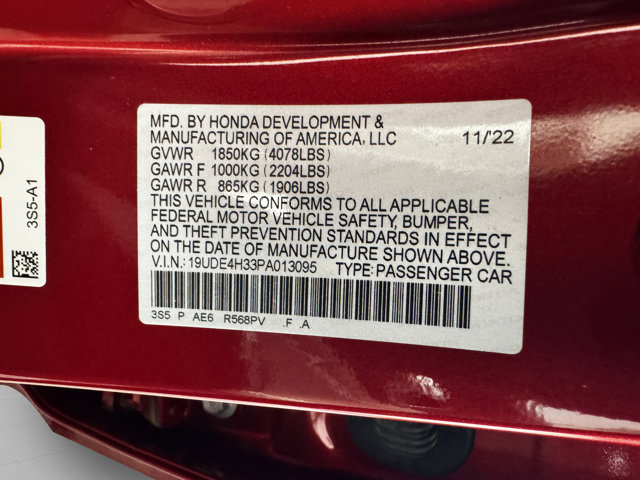 MFD. BY HONDA DEVELOPMENT &
MANUFACTURING OF AMERICA, LLC 11/'22
GVWR 1850KG (4078LBS)
GAWR F 1000KG (2204LBS)
GAWR R 865KG (1906LBS)
THIS VEHICLE CONFORMS TO ALL APPLICABLE
FEDERAL MOTOR VEHICLE SAFETY, BUMPER,
AND THEFT PREVENTION STANDARDS IN EFFECT
ON THE DATE OF MANUFACTURE SHOWN ABOVE.
V.I.N.: 19UDE4H33PA013095 TYPE: PASSENGER CAR
3S5 P AE6 R568PV .F .A
3S5-A1